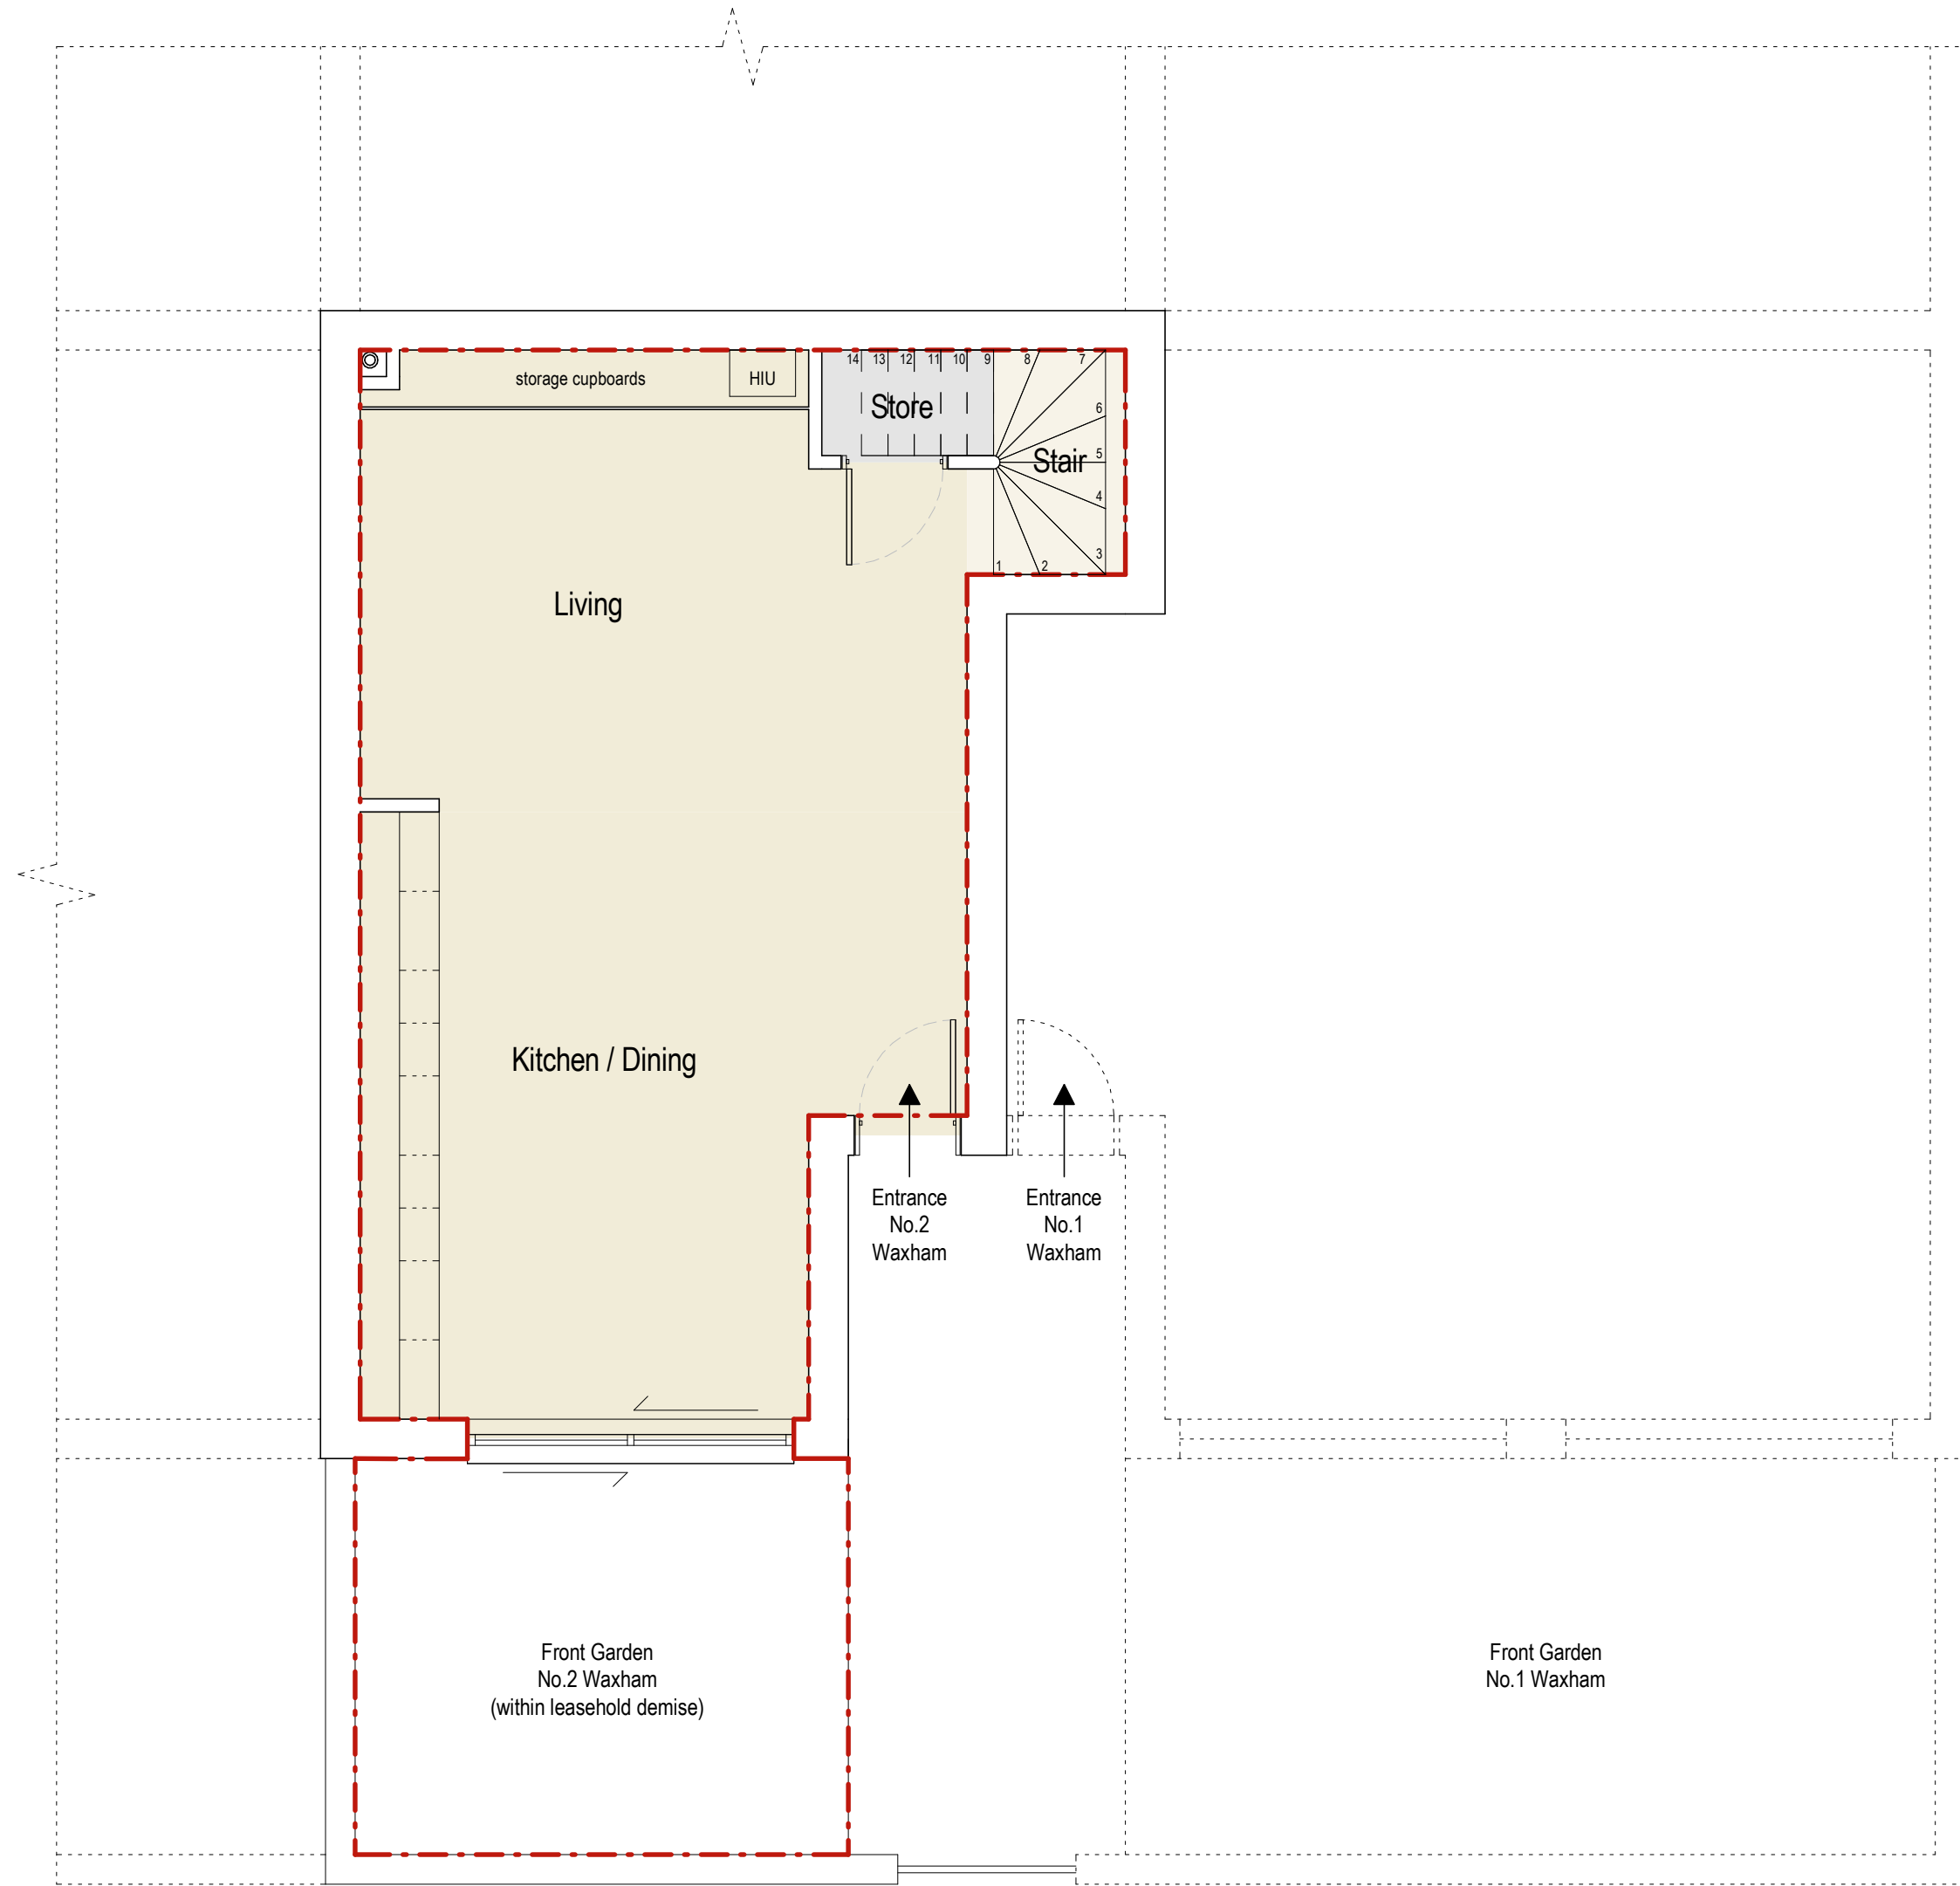 14 13 12 11 10 9 8 7
storage cupboards
HIU
Store
6
Stair
5
4
3
1 2
Living
Kitchen / Dining
Entrance
No.2
Waxham
Entrance
No.1
Waxham
Front Garden
No.2 Waxham
(within leasehold demise)
Front Garden
No.1 Waxham